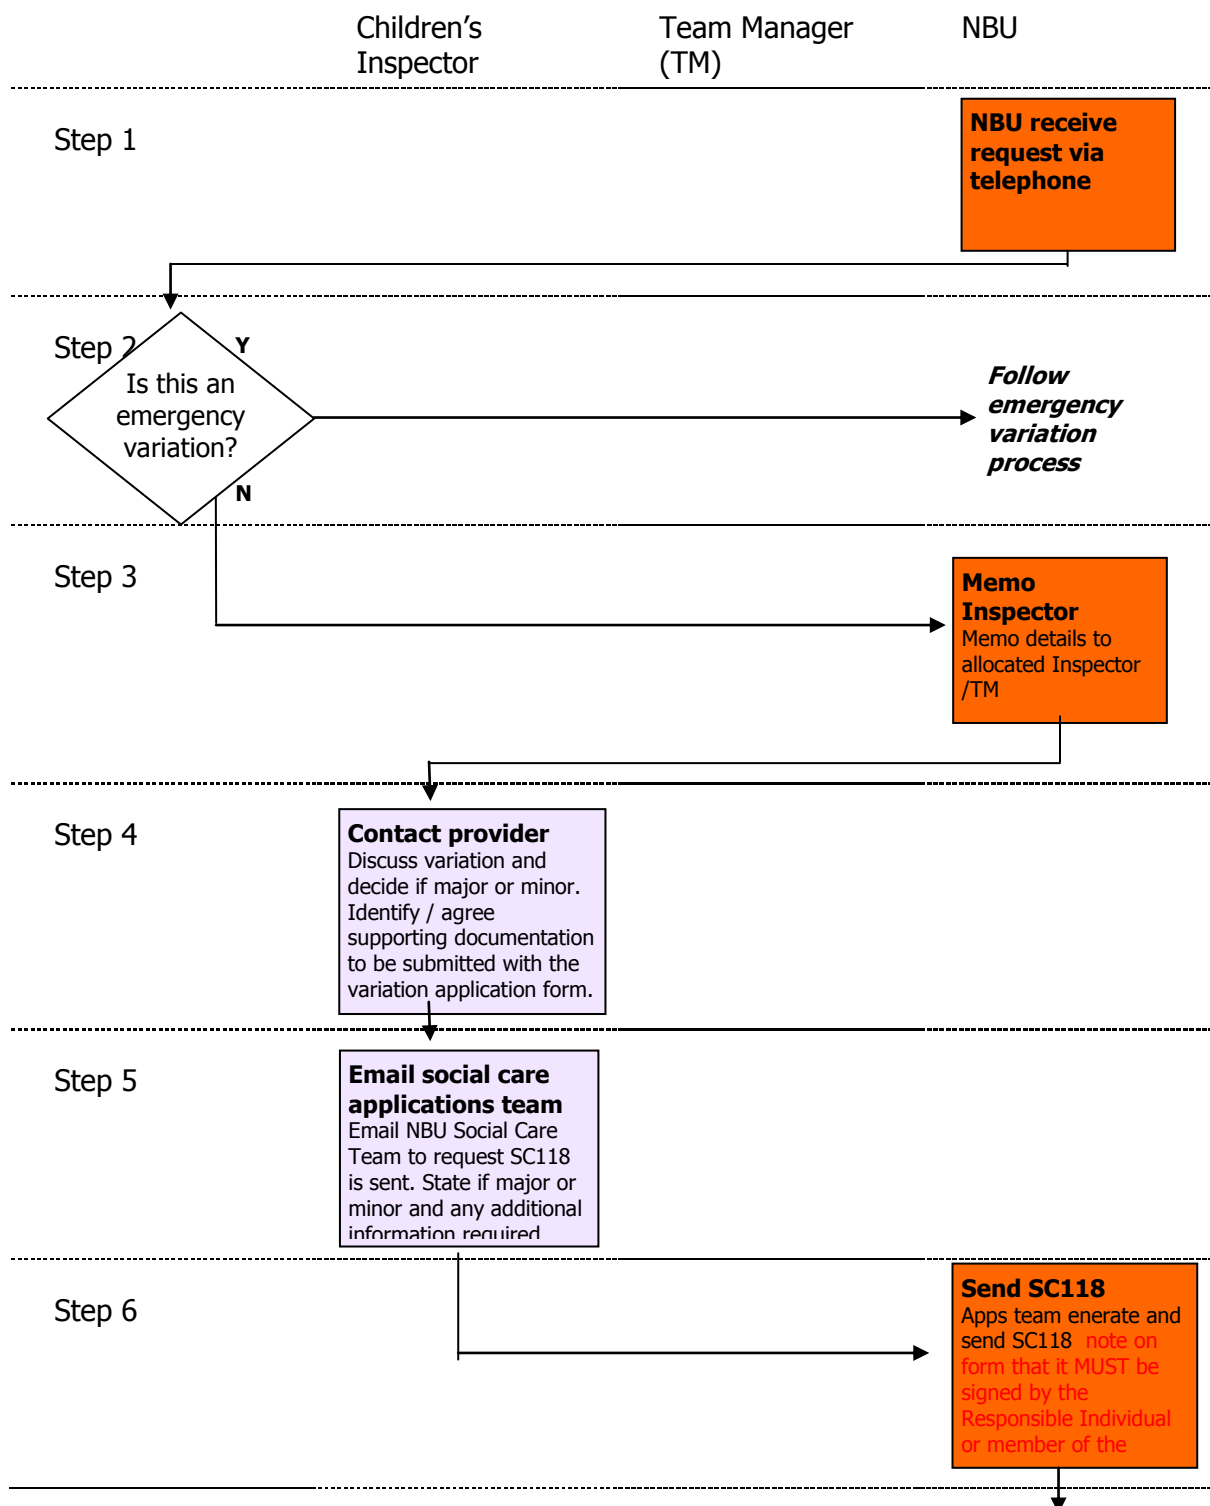 Children's
Inspector
Team Manager
(TM)
NBU
Step 1
NBU receive
request via
telephone
Step 2
Y
Is this an
emergency
variation?
N
Follow
emergency
variation
process
Step 3
Memo
Inspector
Memo details to
allocated Inspector
/TM
Step 4
Contact provider
Discuss variation and
decide if major or minor.
Identify / agree
supporting documentation
to be submitted with the
variation application form.
Step 5
Email social care
applications team
Email NBU Social Care
Team to request SC118
is sent. State if major or
minor and any additional
information required
Step 6
Send SC118
Apps team enerate and
send SC118 note on
form that it MUST be
signed by the
Responsible Individual
or member of the